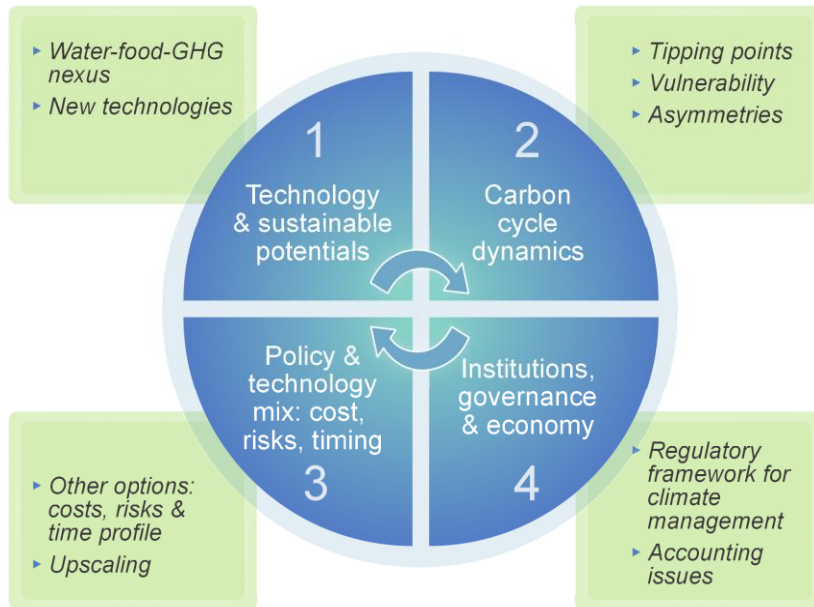 Water-food-GHG
nexus
New technologies
Tipping points
Vulnerability
Asymmetries
1
Technology
& sustainable
potentials
2
Carbon
cycle
dynamics
Policy &
technology
mix: cost,
risks, timing
3
Institutions,
governance
& economy
4
Other options:
costs, risks &
time profile
Upscaling
Regulatory
framework for
climate
management
Accounting
issues